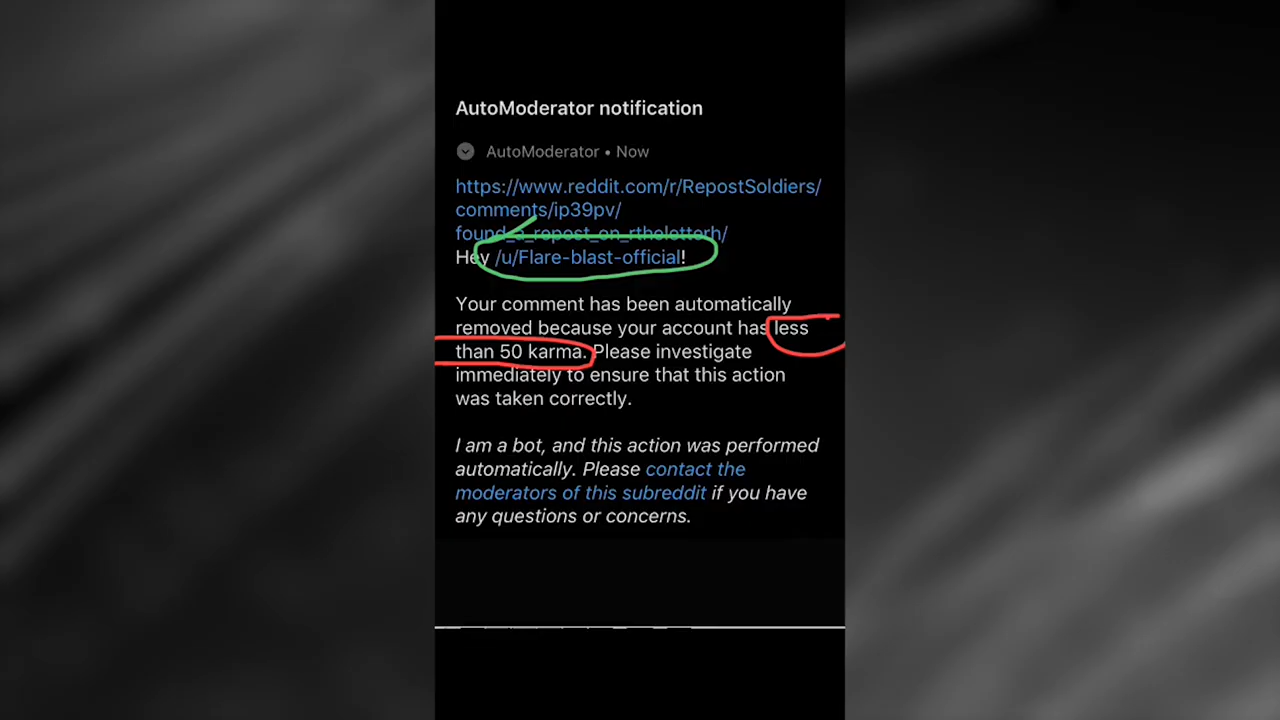 AutoModerator notification
AutoModerator • Now
https://www.reddit.com/r/RepostSoldiers/
comments/ip39pv/
found_a_repost_on_rtheletterh/
Hey /u/Flare-blast-official!
Your comment has been automatically
removed because your account has less
than 50 karma. Please investigate
immediately to ensure that this action
was taken correctly.
I am a bot, and this action was performed
automatically. Please contact the
moderators of this subreddit if you have
any questions or concerns.